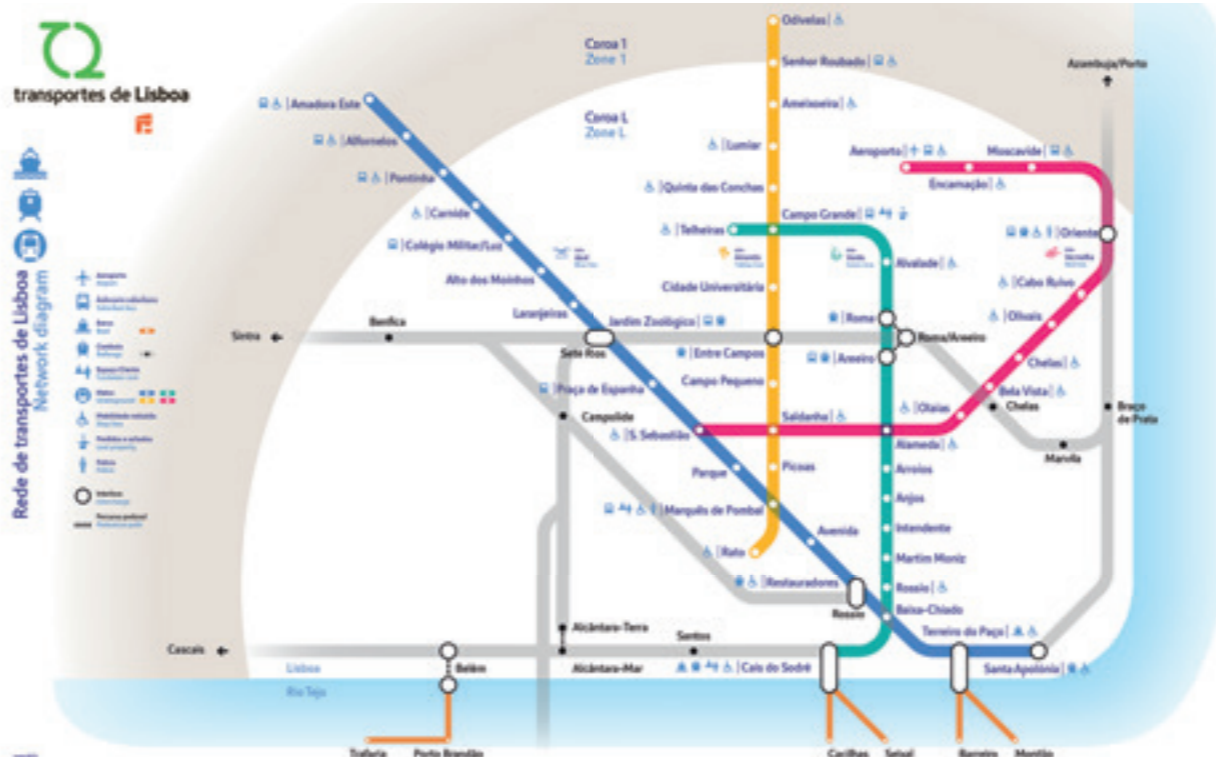 transportes de Lisboa
Rede de transportes de Lisboa
Network diagram
Coroa 1
Zone 1
Coroa L
Zone L
Odivelas
Senhor Roubado
Ameixoeira
Lumiar
Quinta das Conchas
Campo Grande
Telheiras
Cidade Universitária
Entre Campos
Campo Pequeno
Saldanha
Picoas
Marquês de Pombal
Rato
Amadora Este
Alfornelos
Pontinha
Carnide
Colégio Militar/Luz
Alto dos Moinhos
Laranjeiras
Jardim Zoológico
Sete Rios
Praça de Espanha
S. Sebastião
Parque
Avenida
Restauradores
Rossio
Baixa-Chiado
Terreiro do Paço
Santa Apolónia
Aeroporto
Encarnação
Moscavide
Oriente
Cabo Ruivo
Olivais
Chelas
Bela Vista
Olaias
Alameda
Alvalade
Roma
Areeiro
Roma/Areeiro
Arroios
Anjos
Intendente
Martim Moniz
Rossio
Cais do Sodré
Azambuja/Porto
Sintra
Benfica
Campolide
Chelas
Marvila
Braço
de Prata
Cascais
Belém
Alcântara-Terra
Alcântara-Mar
Santos
Lisboa
Rio Tejo
Trafaria
Porto Brandão
Cacilhas
Seixal
Barreiro
Montijo